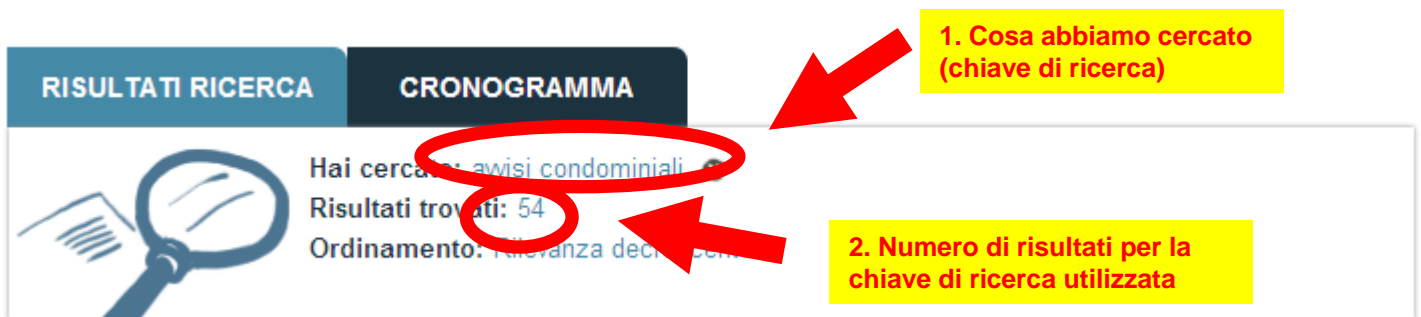 1. Cosa abbiamo cercato
(chiave di ricerca)
RISULTATI RICERCA
CRONOGRAMMA
Hai cercato: avvisi condominiali
Risultati trovati: 54
Ordinamento: Rilevanza
2. Numero di risultati per la
chiave di ricerca utilizzata